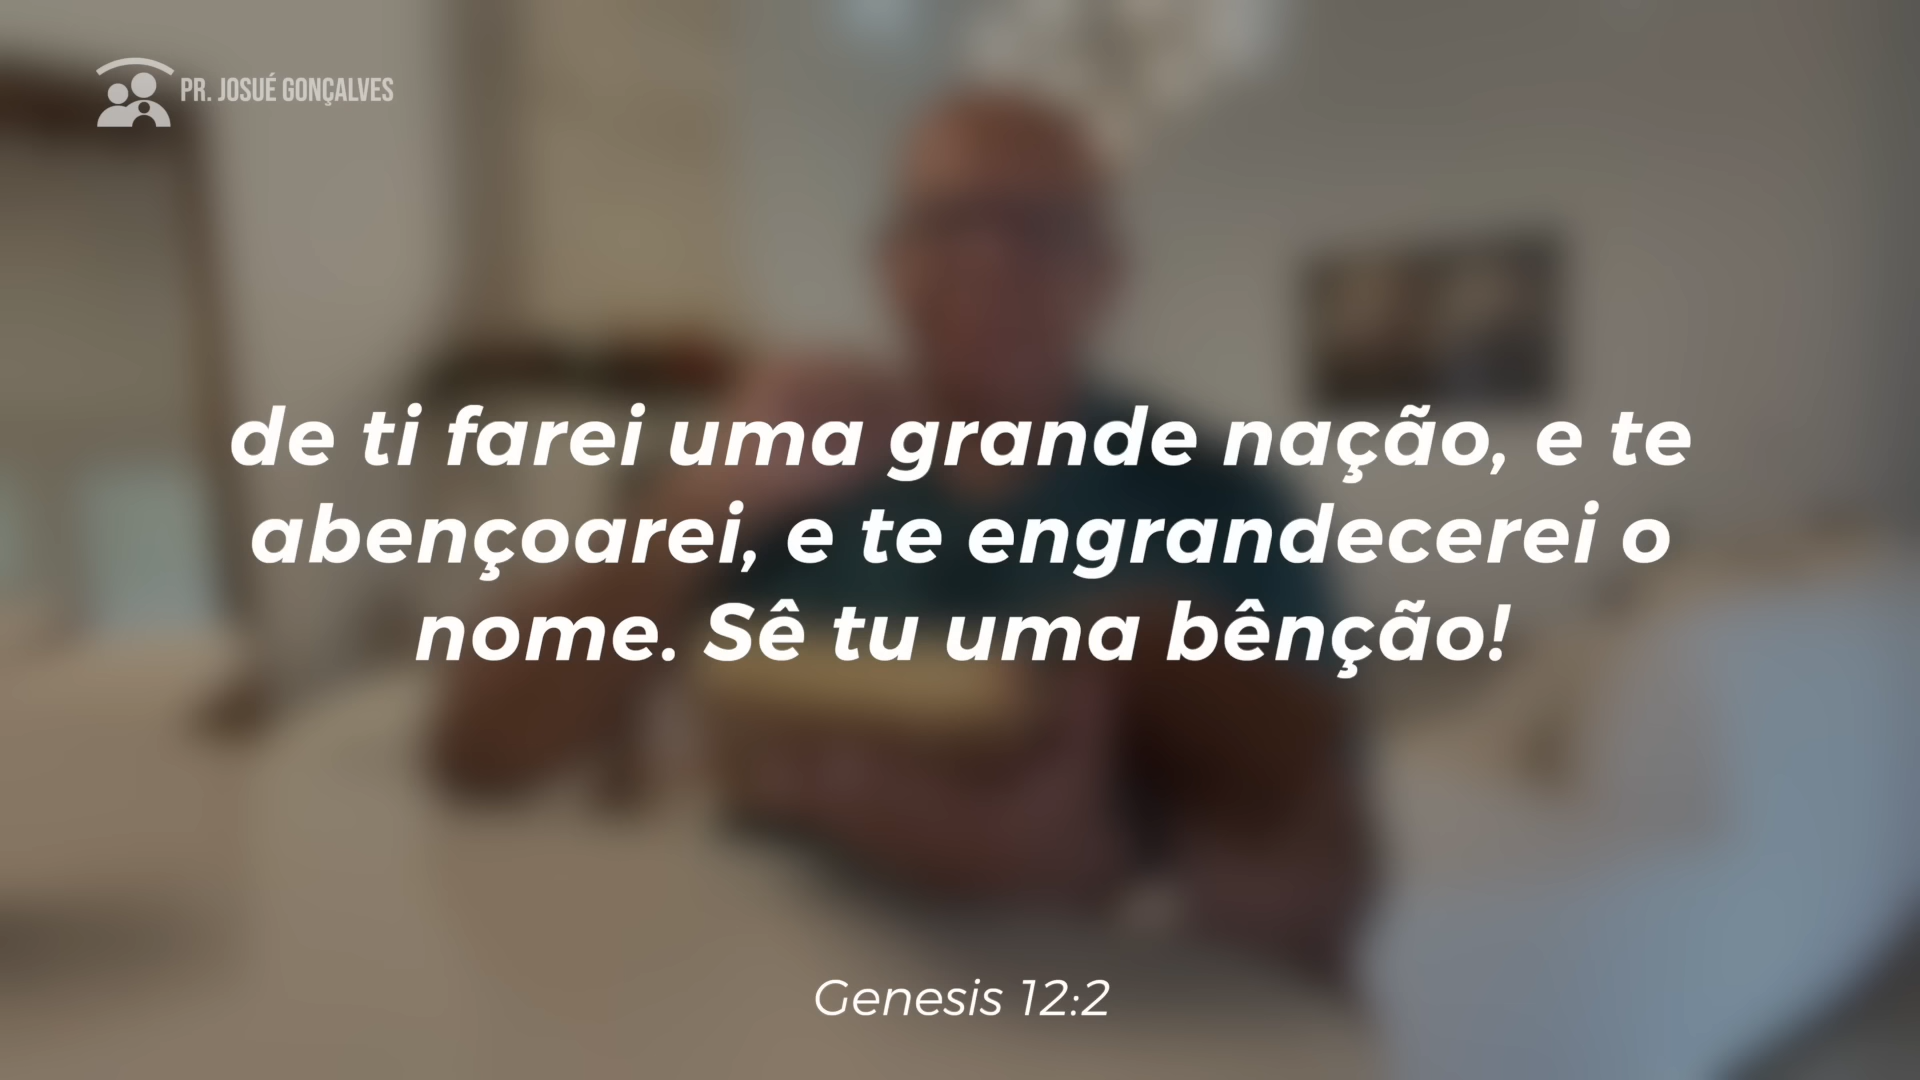 PR. JOSUÉ GONÇALVES
de ti farei uma grande nação, e te
abençoarei, e te engrandecerei o
nome. Sê tu uma bênção!
Genesis 12:2